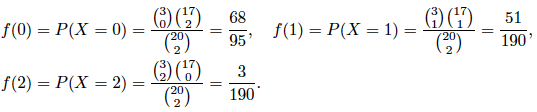 f(0) = P(X = 0) = \frac{\binom{3}{0}\binom{17}{2}}{\binom{20}{2}} = \frac{68}{95}, f(1) = P(X = 1) = \frac{\binom{3}{1}\binom{17}{1}}{\binom{20}{2}} = \frac{51}{190},
f(2) = P(X = 2) = \frac{\binom{3}{2}\binom{17}{0}}{\binom{20}{2}} = \frac{3}{190}.